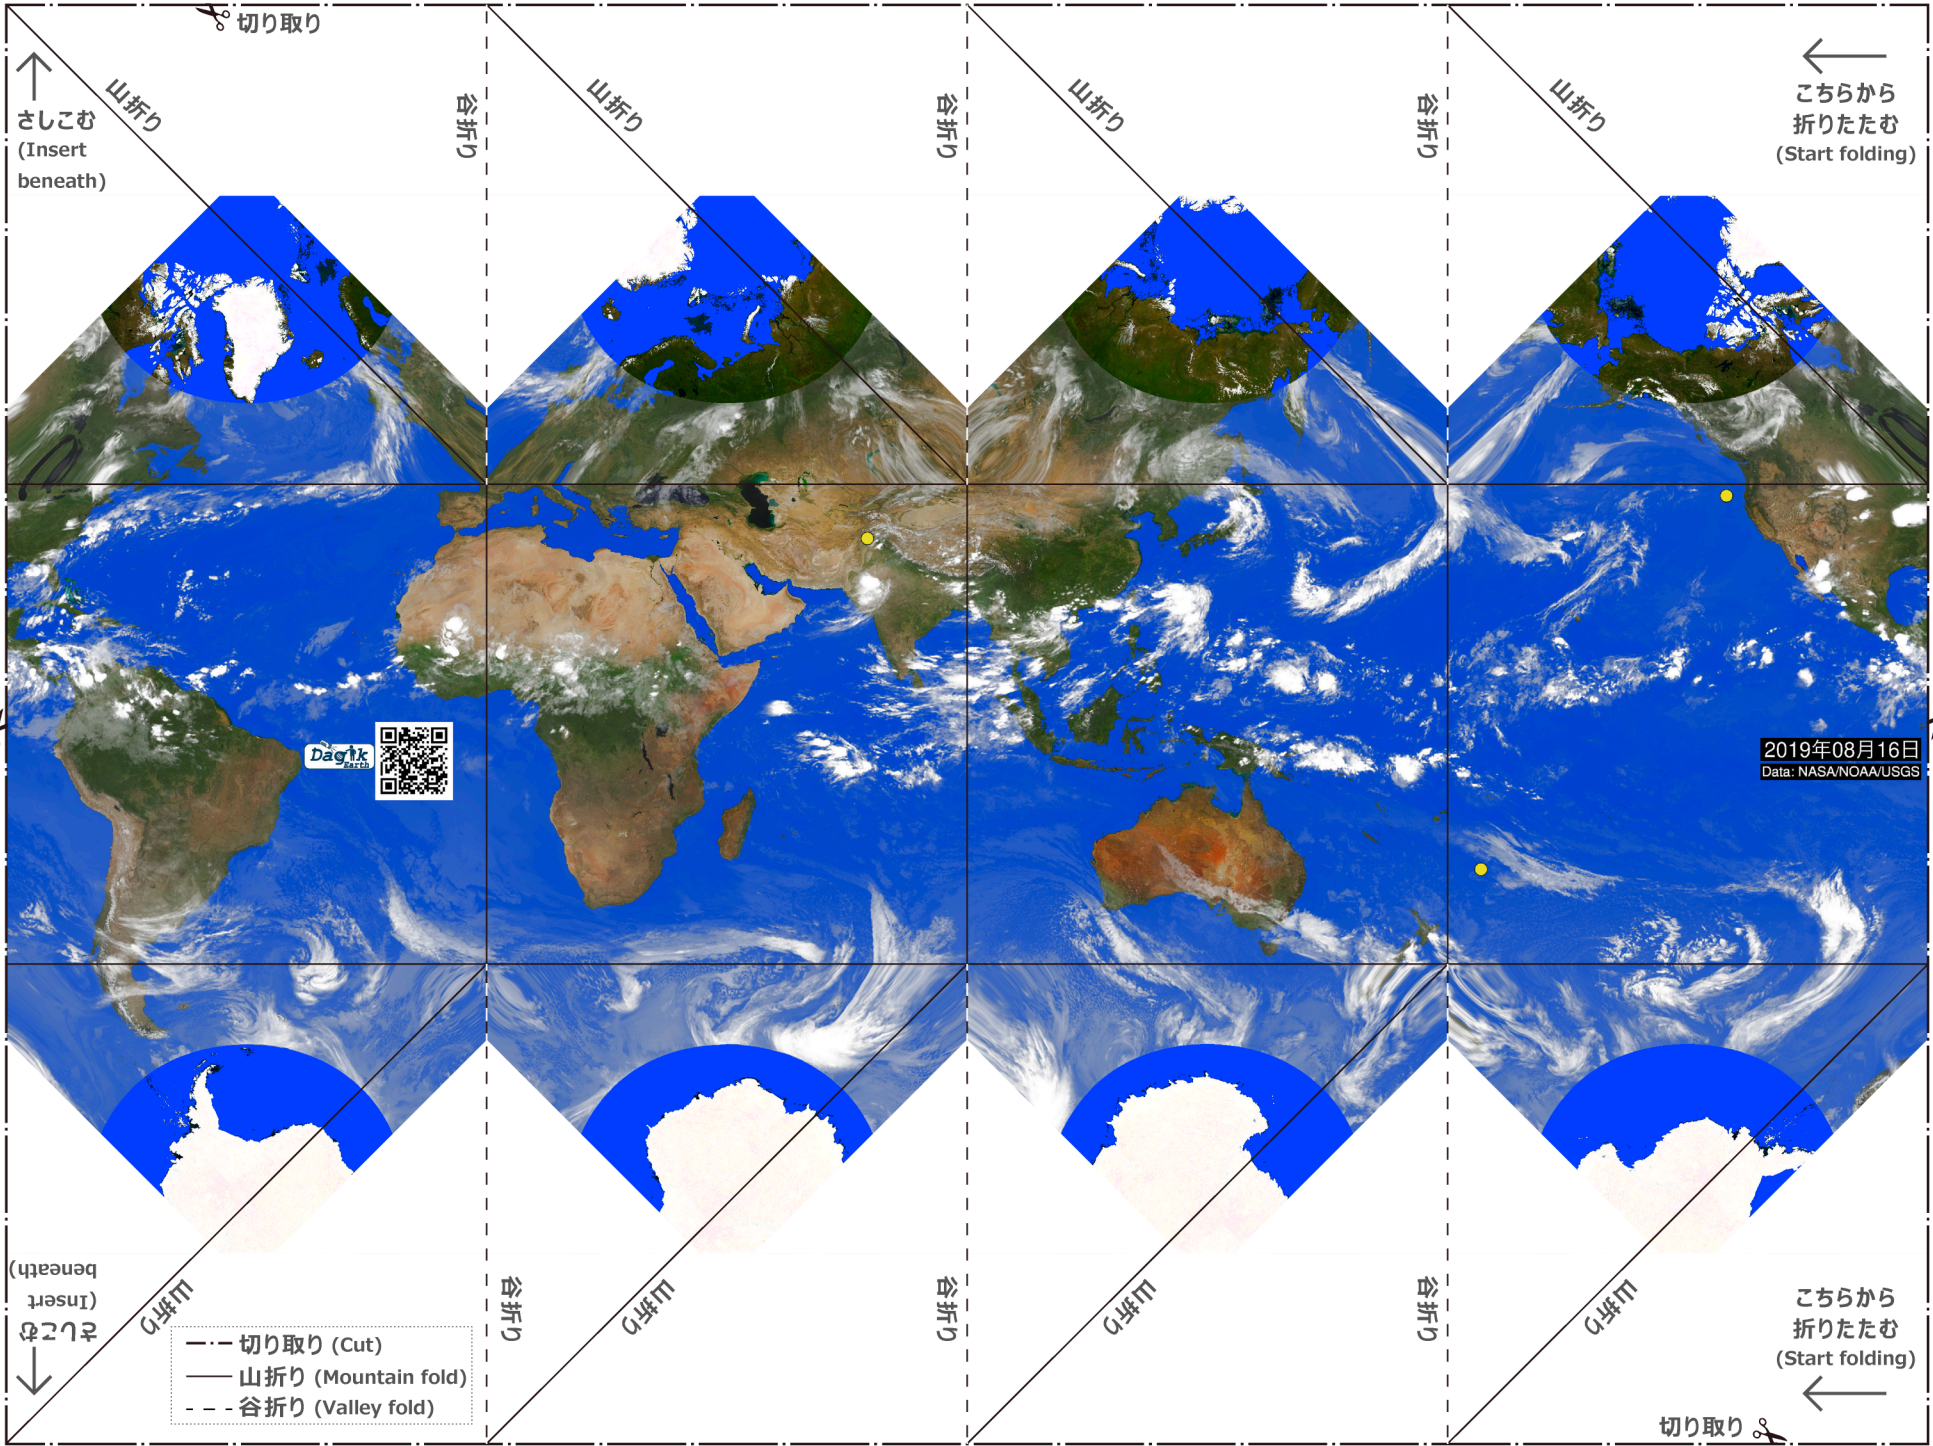 切り取り
山折り
谷折り
山折り
谷折り
山折り
谷折り
山折り
さしこむ
(Insert
beneath)
こちらから
折りたたむ
(Start folding)
Dagik
Earth
2019年08月16日
Data: NASA/NOAA/USGS
さしこむ
(Insert
beneath)
山折り
谷折り
山折り
谷折り
山折り
谷折り
山折り
こちらから
折りたたむ
(Start folding)
切り取り (Cut)
山折り (Mountain fold)
谷折り (Valley fold)
切り取り